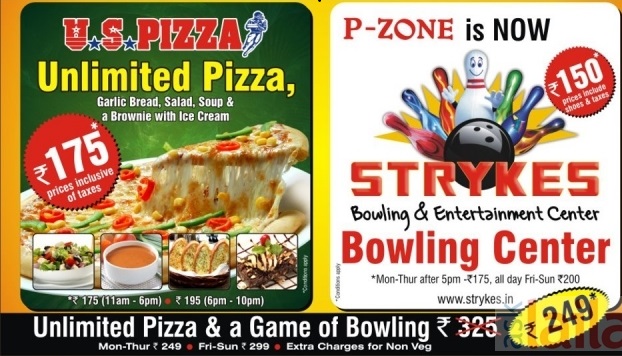 U.S.PIZZA
Unlimited Pizza,
Garlic Bread, Salad, Soup &
a Brownie with Ice Cream
₹175*
prices inclusive
of taxes
Conditions apply
*₹ 175 (11am - 6pm) • ₹ 195 (6pm - 10pm)
P-ZONE is NOW
₹150*
prices include
shoes & taxes
STRYKES
Bowling & Entertainment Center
Bowling Center
*Conditions apply
*Mon-Thur after 5pm -₹175, all day Fri-Sun ₹200
www.strykes.in
Unlimited Pizza & a Game of Bowling ₹ 325 ₹ 249*
Mon-Thur ₹ 249 • Fri-Sun ₹ 299 • Extra Charges for Non Veg